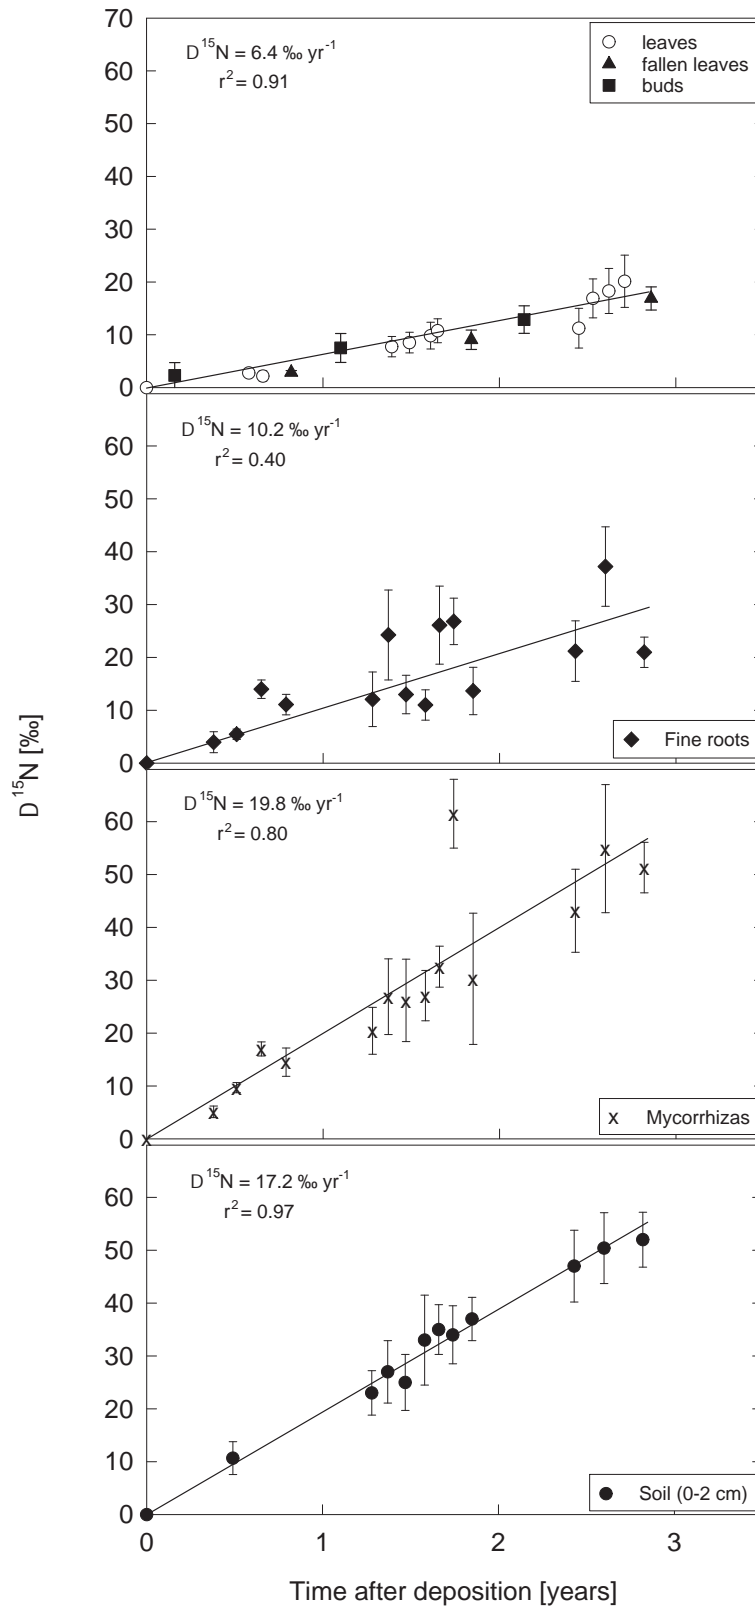 70
60
50
40
30
20
10
0
D15N = 6.4 ‰ yr-1
r2 = 0.91
leaves
fallen leaves
buds
60
50
40
30
20
10
0
D15N = 10.2 ‰ yr-1
r2 = 0.40
Fine roots
60
50
40
30
20
10
0
D15N = 19.8 ‰ yr-1
r2 = 0.80
x Mycorrhizas
60
50
40
30
20
10
0
D15N = 17.2 ‰ yr-1
r2 = 0.97
Soil (0-2 cm)
D15N [‰]
0 1 2 3
Time after deposition [years]